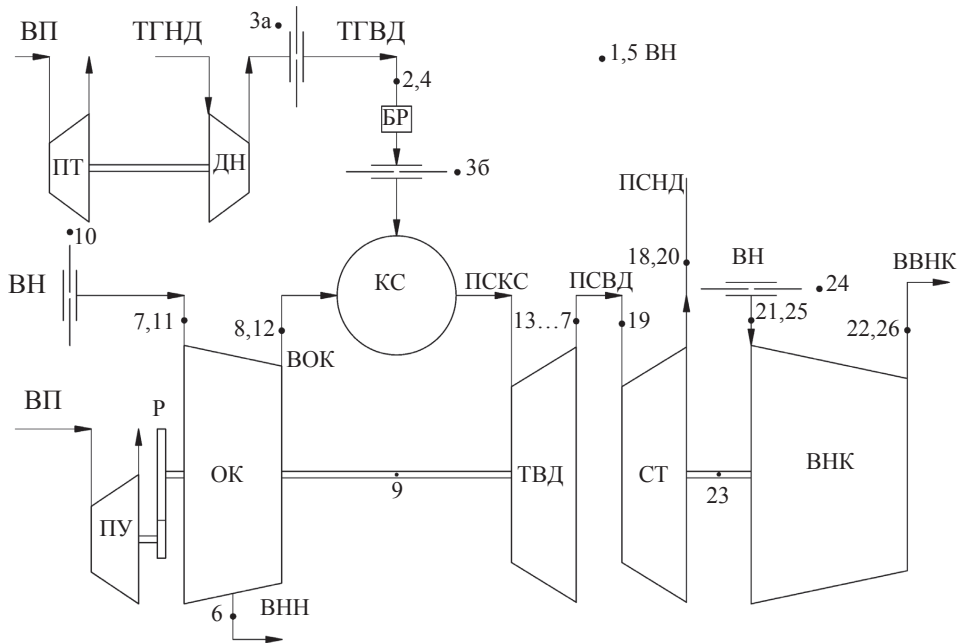 ВП
ТГНД
3а
ТГВД
1,5 ВН
2,4
БР
ПТ
ДН
3б
ПСНД
10
ВН
КС
ПСКС
ПСВД
18,20
ВН
24
ВВНК
7,11
8,12
13…7
19
21,25
22,26
ВОК
ВП
Р
ОК
9
ТВД
СТ
23
ВНК
ПУ
6
ВНН